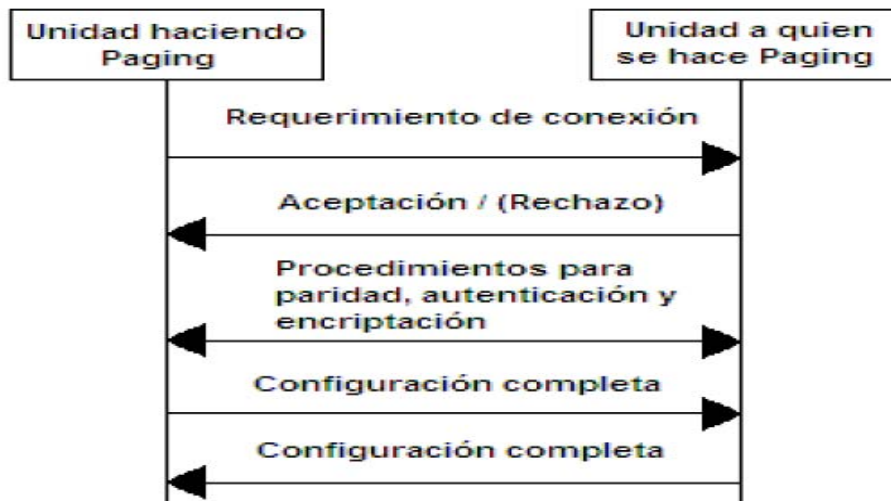 Unidad haciendo
Paging
Unidad a quien
se hace Paging
Requerimiento de conexión
Aceptación / (Rechazo)
Procedimientos para
paridad, autenticación y
encriptación
Configuración completa
Configuración completa